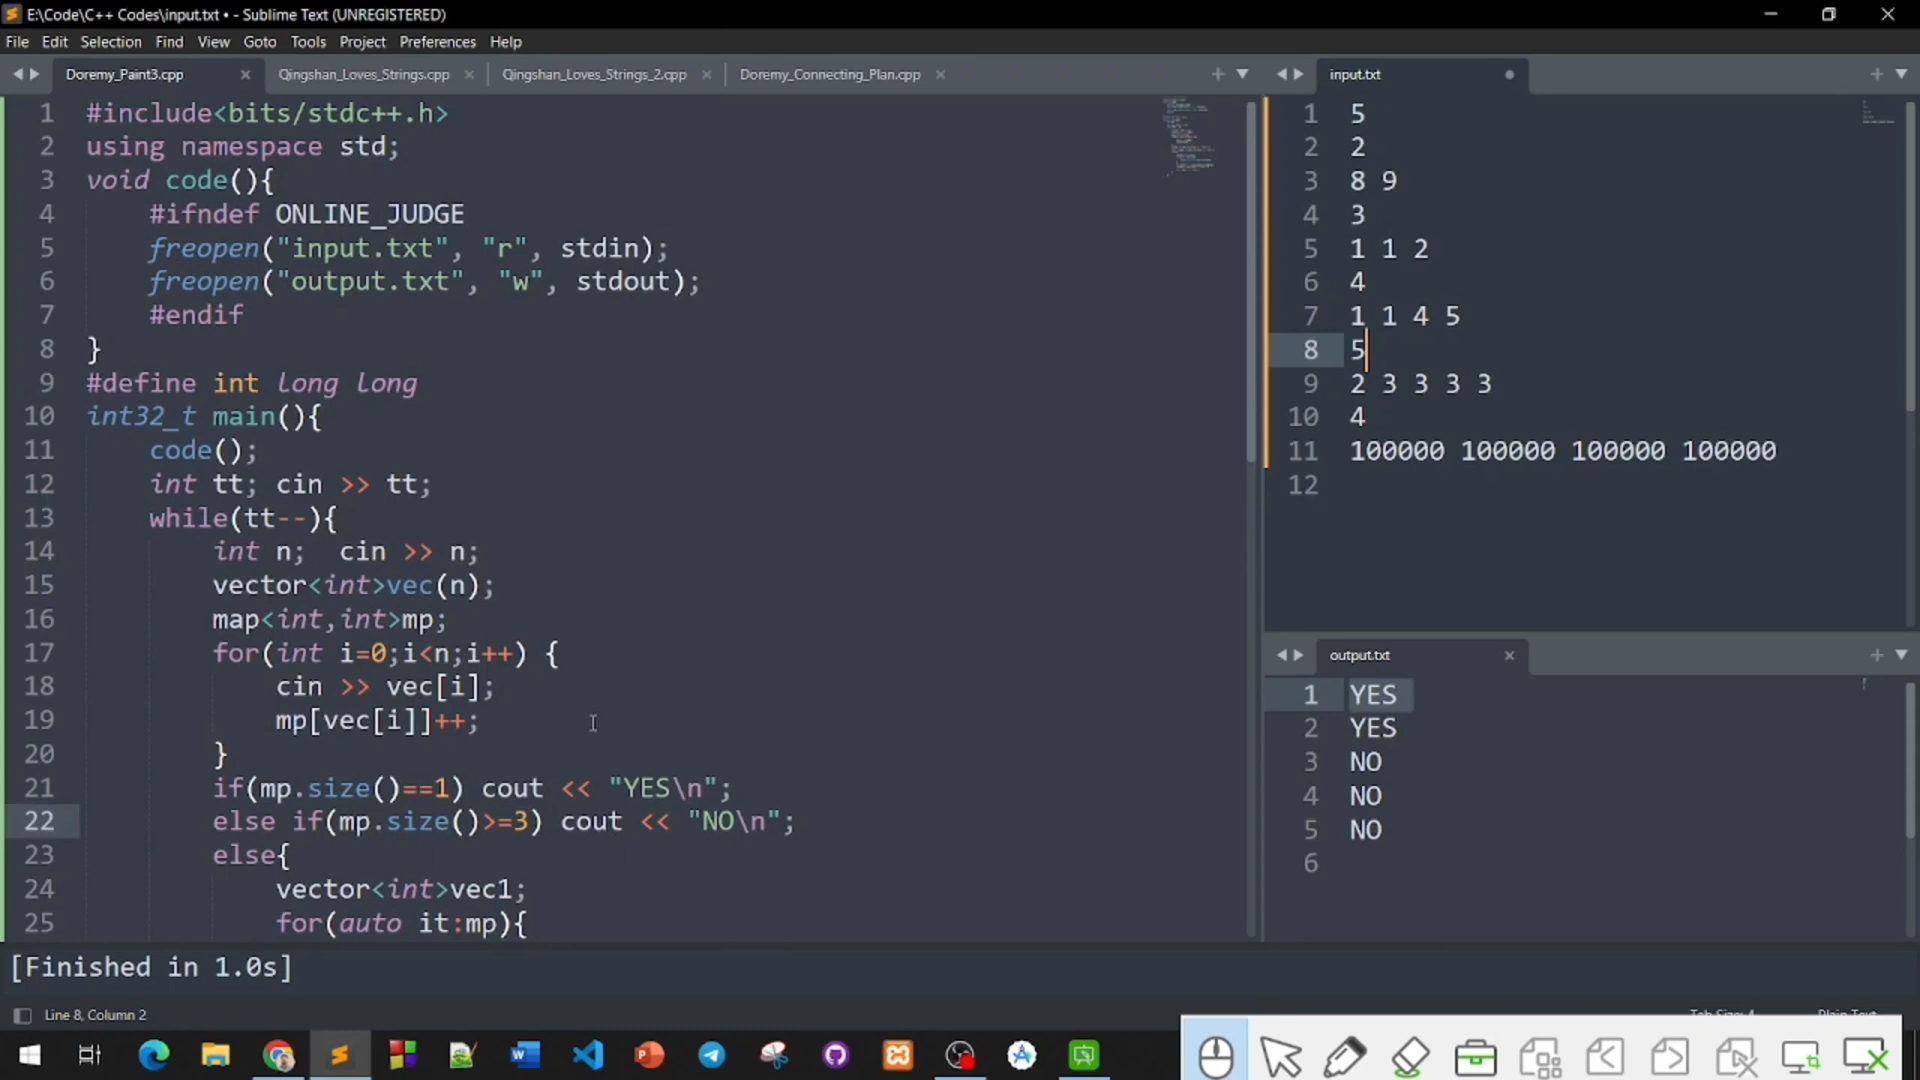 E:\Code\C++ Codes\input.txt • - Sublime Text (UNREGISTERED)
File Edit Selection Find View Goto Tools Project Preferences Help
Doremy_Paint3.cpp Qingshan_Loves_Strings.cpp Qingshan_Loves_Strings_2.cpp Doremy_Connecting_Plan.cpp
1 #include<bits/stdc++.h>
2 using namespace std;
3 void code(){
4 #ifndef ONLINE_JUDGE
5 freopen("input.txt", "r", stdin);
6 freopen("output.txt", "w", stdout);
7 #endif
8 }
9 #define int long long
10 int32_t main(){
11 code();
12 int tt; cin >> tt;
13 while(tt--){
14 int n;  cin >> n;
15 vector<int>vec(n);
16 map<int,int>mp;
17 for(int i=0;i<n;i++) {
18 cin >> vec[i];
19 mp[vec[i]]++;
20 }
21 if(mp.size()==1) cout << "YES\n";
22 else if(mp.size()>=3) cout << "NO\n";
23 else{
24 vector<int>vec1;
25 for(auto it:mp){
input.txt
1 5
2 2
3 8 9
4 3
5 1 1 2
6 4
7 1 1 4 5
8 5
9 2 3 3 3 3
10 4
11 100000 100000 100000 100000
12
output.txt
1 YES
2 YES
3 NO
4 NO
5 NO
6
[Finished in 1.0s]
Line 8, Column 2